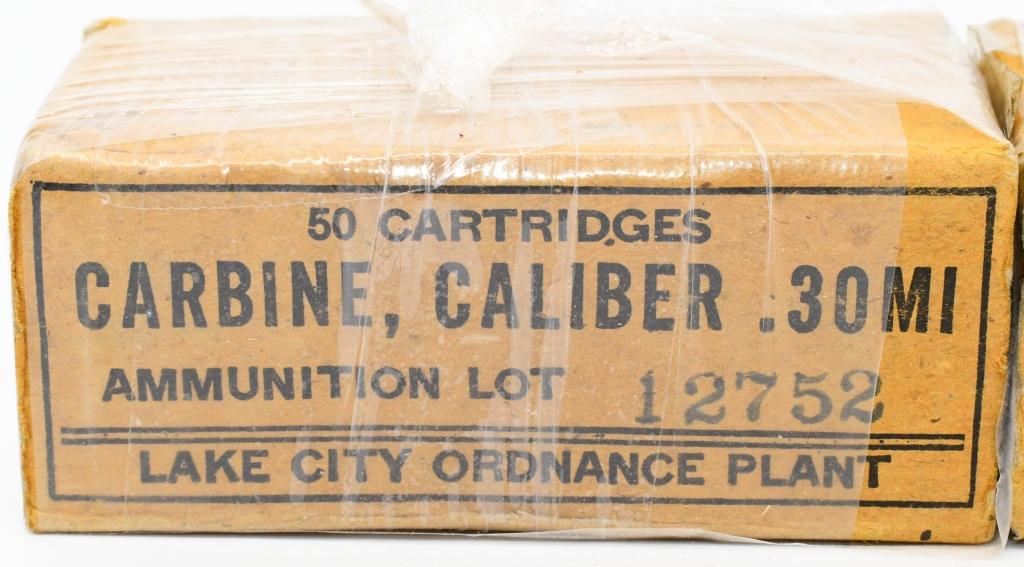 50 CARTRIDGES
CARBINE, CALIBER .30MI
AMMUNITION LOT 12752
LAKE CITY ORDNANCE PLANT